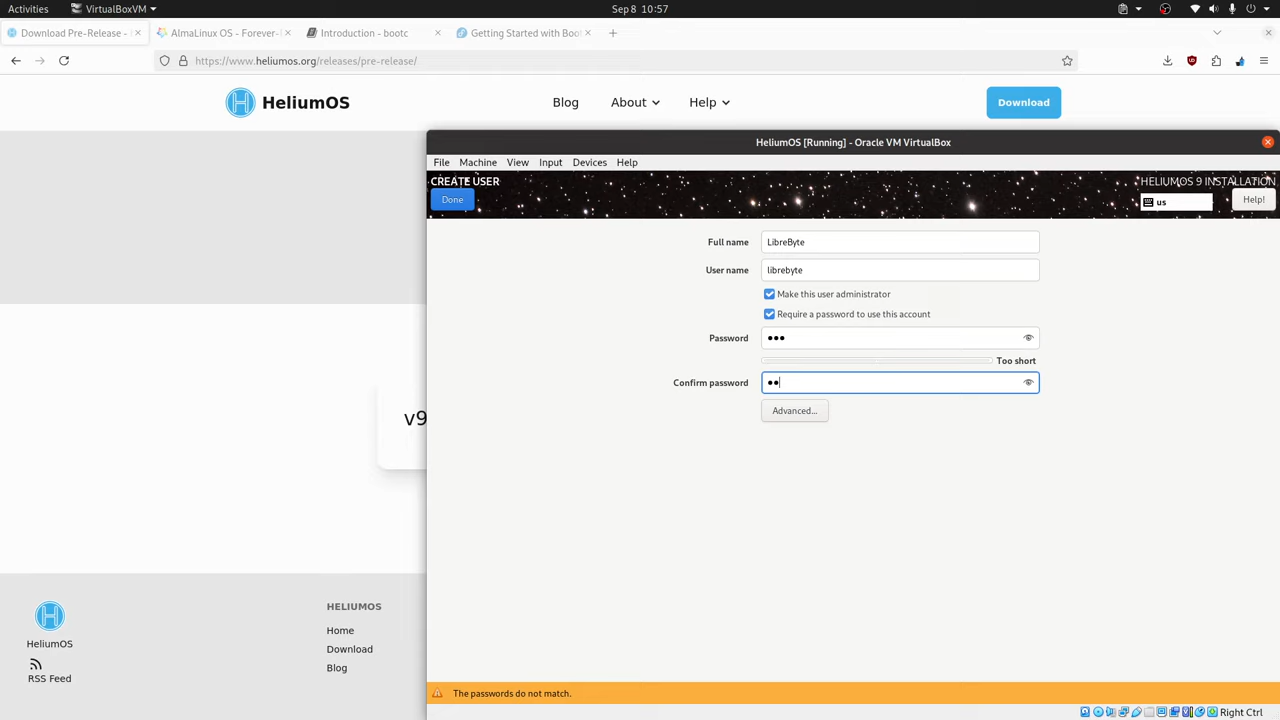 Activities
VirtualBoxVM
Sep 8 10:57
Download Pre-Release -
AlmaLinux OS - Forever-
Introduction - bootc
Getting Started with Boo
https://www.heliumos.org/releases/pre-release/
HeliumOS
Blog
About
Help
Download
HeliumOS [Running] - Oracle VM VirtualBox
File Machine View Input Devices Help
CREATE USER
HELIUMOS 9 INSTALLATION
Done
us
Help!
Full name
LibreByte
User name
librebyte
Make this user administrator
Require a password to use this account
Password
•••
Too short
Confirm password
••
Advanced...
v9
HeliumOS
RSS Feed
HELIUMOS
Home
Download
Blog
The passwords do not match.
Right Ctrl